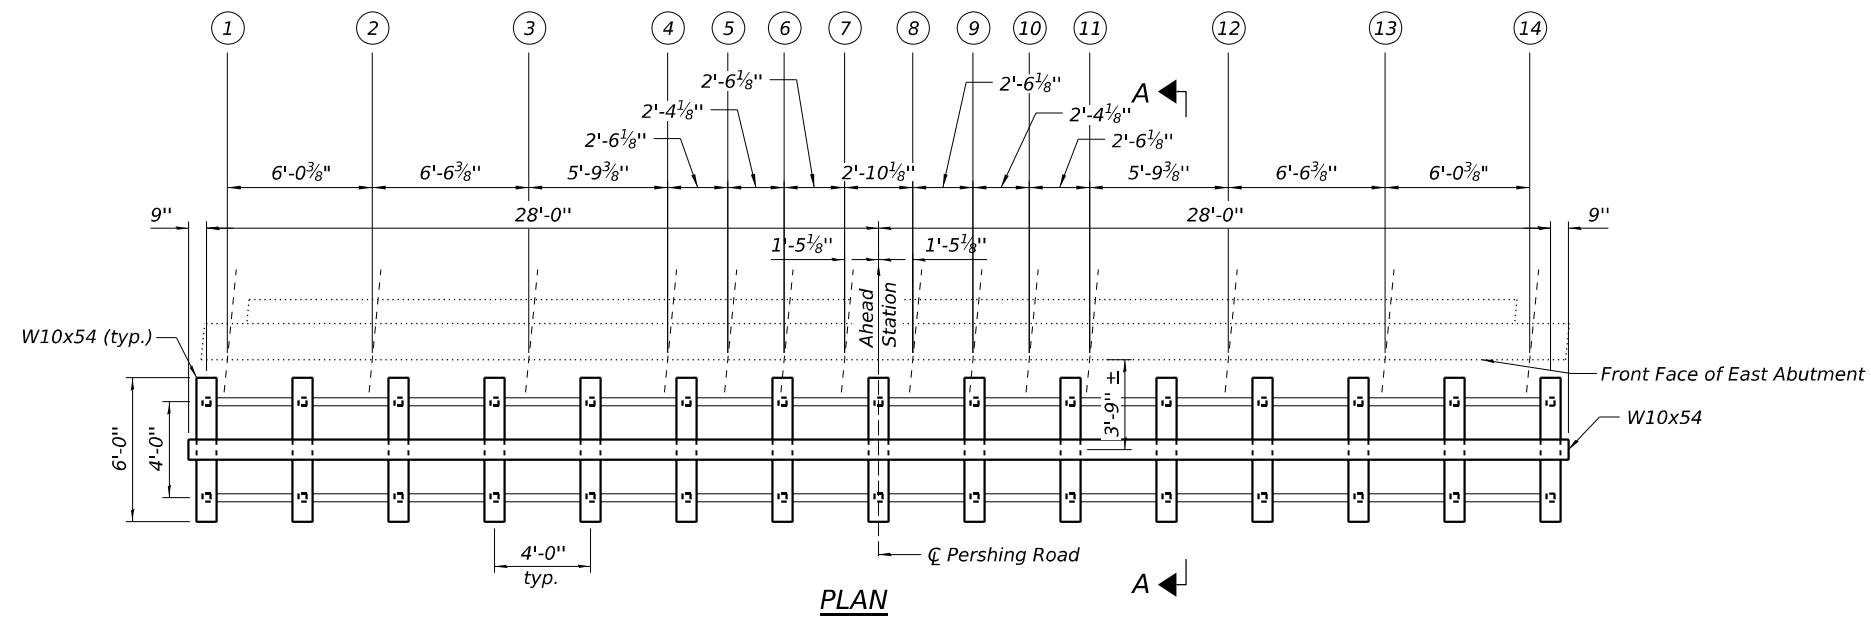 1 2 3 4 5 6 7 8 9 10 11 12 13 14
2'-6⅛" 2'-6⅛" A
2'-4⅛" 2'-4⅛"
2'-6⅛" 2'-6⅛"
6'-0⅜" 6'-6⅜" 5'-9⅜" 2'-10⅛" 5'-9⅜" 6'-6⅜" 6'-0⅜"
9" 28'-0" 28'-0" 9"
1'-5⅛" 1'-5⅛"
Ahead
Station
W10x54 (typ.)
Front Face of East Abutment
3'-9" ±
W10x54
6'-0"
4'-0"
4'-0"
typ.
℄ Pershing Road
A
PLAN